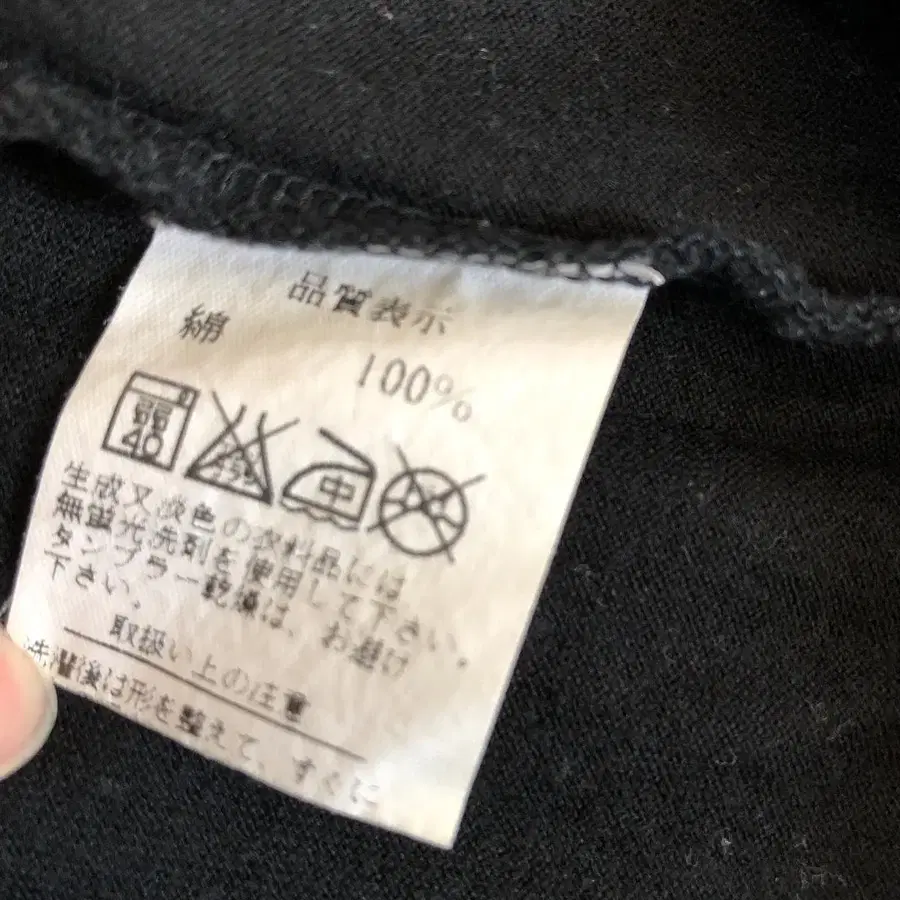 品質表示
綿 100%
40 中
生成又淡色の衣料品には
無蛍光洗剤を使用して下さい。
タンブラー乾燥は、お避け
下さい。
取扱い上の注意
洗濯後は形を整えて、すぐに